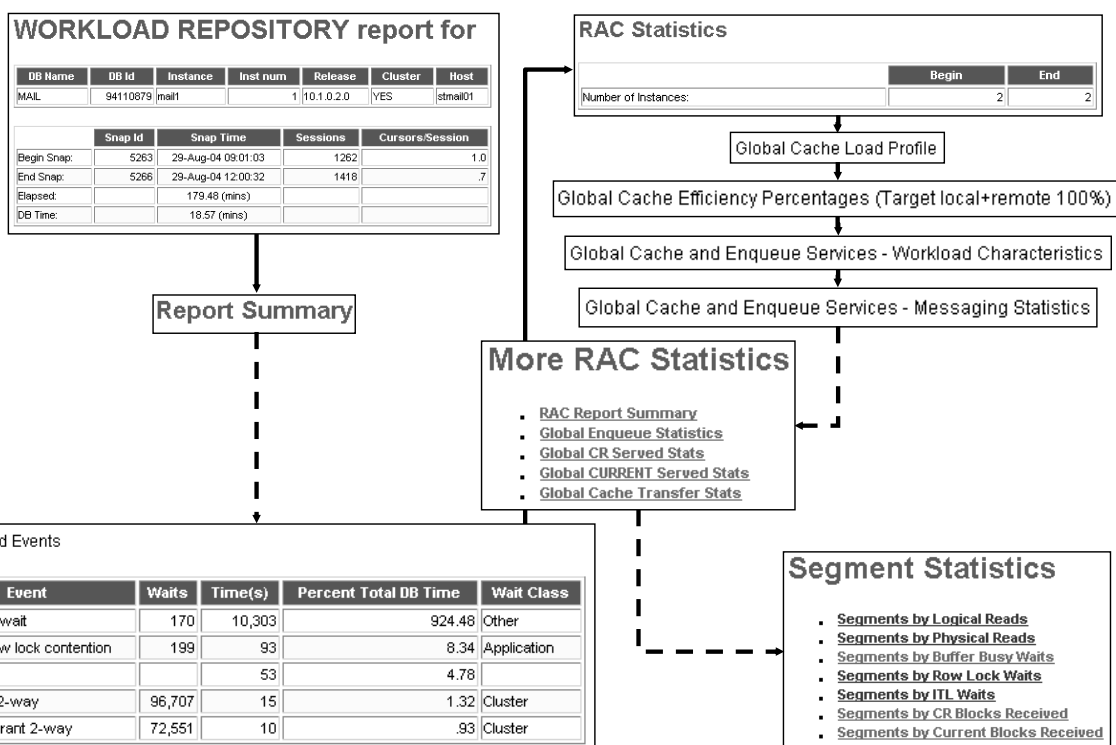 WORKLOAD REPOSITORY report for
DB Name DB Id Instance Inst num Release Cluster Host
MAIL 94110879 mail1 1 10.1.0.2.0 YES stmail01
Snap Id Snap Time Sessions Cursors/Session
Begin Snap: 5263 29-Aug-04 09:01:03 1262 1.0
End Snap: 5266 29-Aug-04 12:00:32 1418 .7
Elapsed: 179.48 (mins)
DB Time: 18.57 (mins)
Report Summary
RAC Statistics
Begin End
Number of Instances: 2 2
Global Cache Load Profile
Global Cache Efficiency Percentages (Target local+remote 100%)
Global Cache and Enqueue Services - Workload Characteristics
Global Cache and Enqueue Services - Messaging Statistics
More RAC Statistics
RAC Report Summary
Global Enqueue Statistics
Global CR Served Stats
Global CURRENT Served Stats
Global Cache Transfer Stats
d Events
Event Waits Time(s) Percent Total DB Time Wait Class
wait 170 10,303 924.48 Other
w lock contention 199 93 8.34 Application
53 4.78
2-way 96,707 15 1.32 Cluster
rant 2-way 72,551 10 .93 Cluster
Segment Statistics
Segments by Logical Reads
Segments by Physical Reads
Segments by Buffer Busy Waits
Segments by Row Lock Waits
Segments by ITL Waits
Segments by CR Blocks Received
Segments by Current Blocks Received